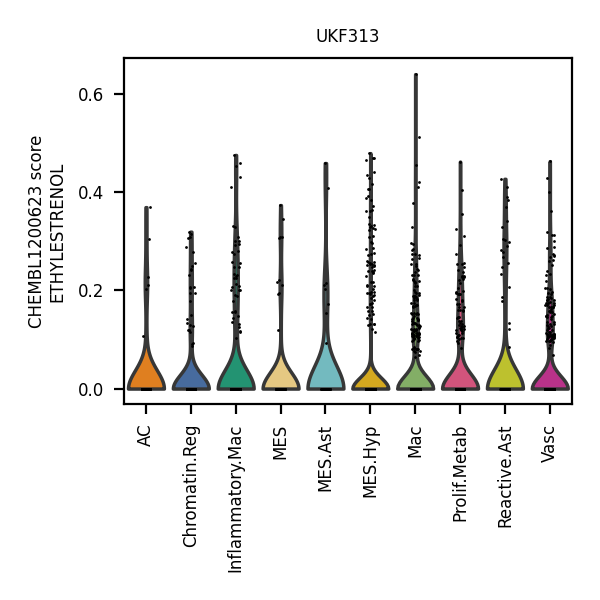 UKF313
CHEMBL1200623 score
ETHYLESTRENOL
0.6
0.4
0.2
0.0
AC
Chromatin.Reg
Inflammatory.Mac
MES
MES.Ast
MES.Hyp
Mac
Prolif.Metab
Reactive.Ast
Vasc